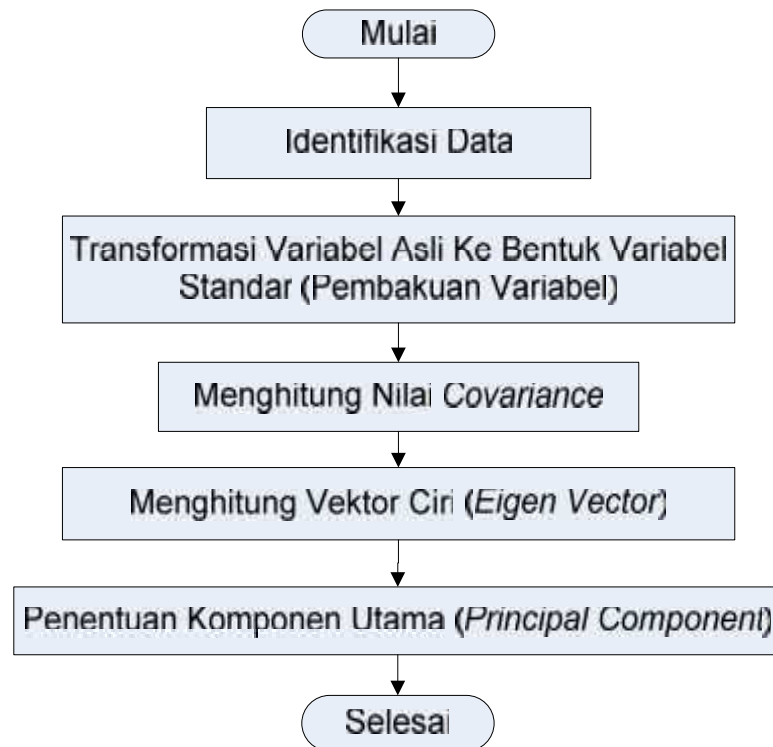 Mulai
Identifikasi Data
Transformasi Variabel Asli Ke Bentuk Variabel
Standar (Pembakuan Variabel)
Menghitung Nilai Covariance
Menghitung Vektor Ciri (Eigen Vector)
Penentuan Komponen Utama (Principal Component)
Selesai